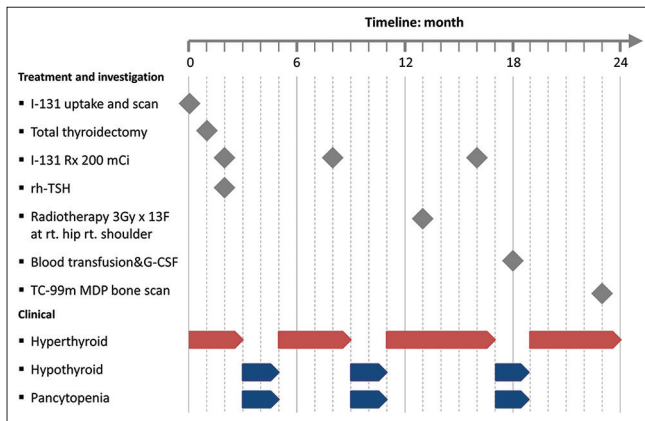 Timeline: month
0 6 12 18 24
Treatment and investigation
▪ I-131 uptake and scan
▪ Total thyroidectomy
▪ I-131 Rx 200 mCi
▪ rh-TSH
▪ Radiotherapy 3Gy x 13F
at rt. hip rt. shoulder
▪ Blood transfusion&G-CSF
▪ TC-99m MDP bone scan
Clinical
▪ Hyperthyroid
▪ Hypothyroid
▪ Pancytopenia